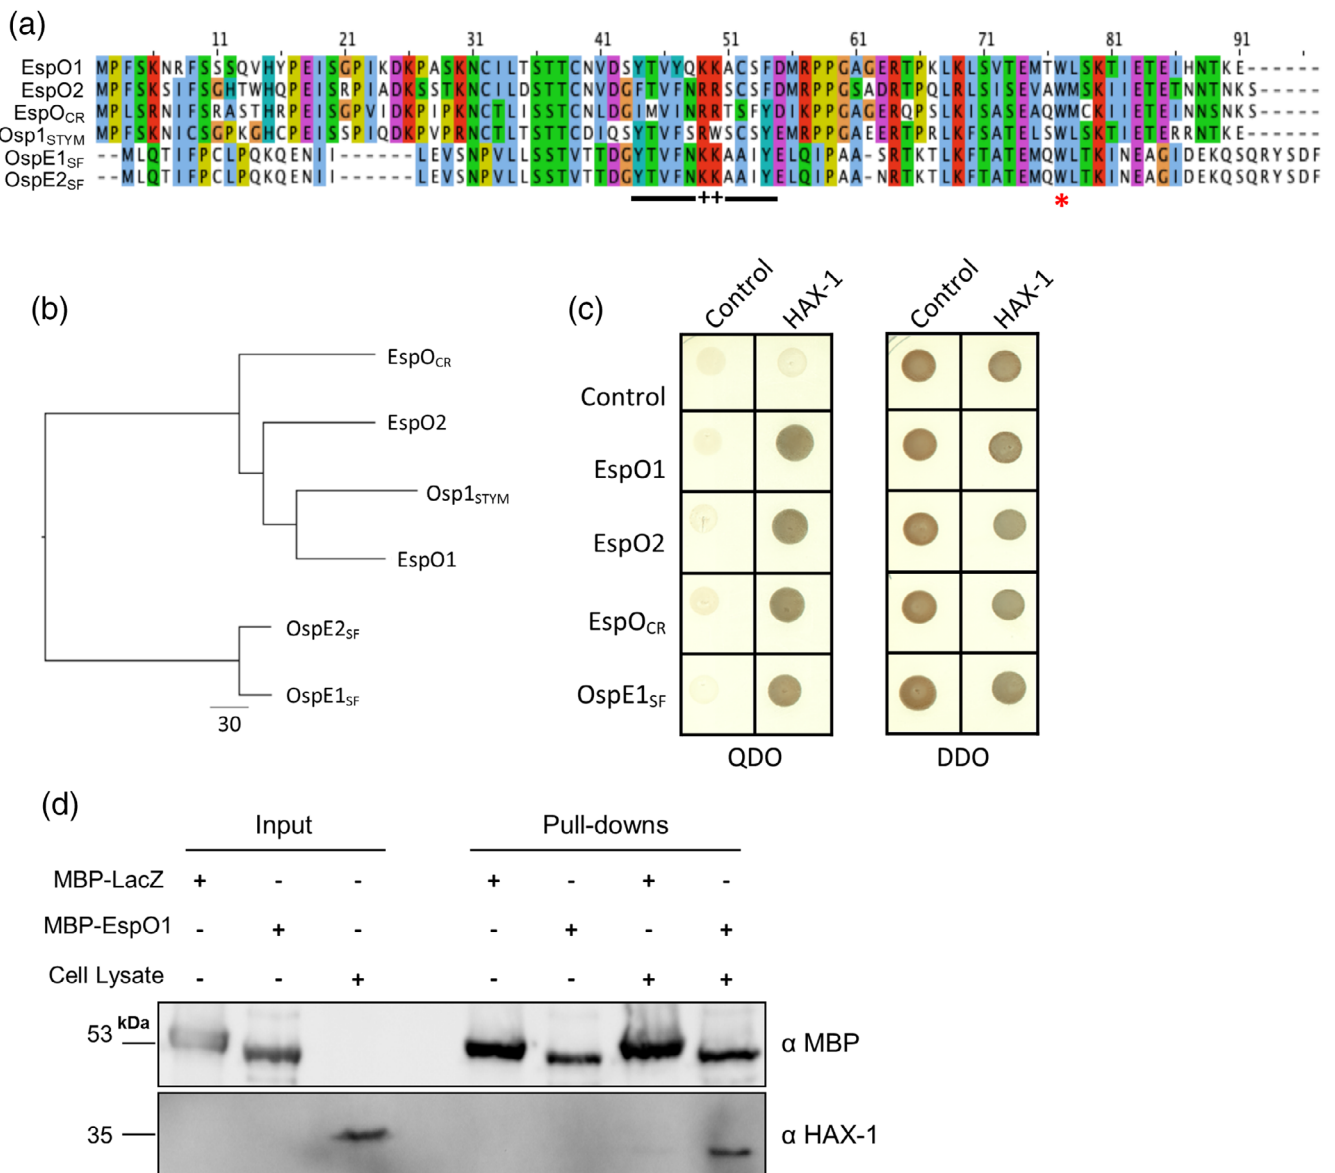 (a)
11 21 31 41 51 61 71 81 91
EspO1 MPFSKNRFSSSQVHYPEISGPIKDKPASKNCILTSTTCNVDSYTVYQKKACSFDMRPPGAGERTPKLKLSVTEMTWLSKTIETEIHNTKE------
EspO2 MPFSKSIFSGHTWHQPEISRPIADKSSTKNCILDSTTCNVDGFTVFNRRSCSFDMRPPGSADRTPKLSISEVAWMSKIIETETNNSNKS------
EspOCR MPLSRNIFSRASTHRPEISGPVIDKPIPKNCTLISTTCNVDGIMVINRRTTSFYDMRPPGAGERQPSLKLRTSEAQWMCKIIETEINNSNKS-----
Osp1STYM MPFSKNICSGPKGHCPEISSPIQDKPVPRNCTLTSTTCDIQSYTVFSRWSCSYEMRPPGAEERTPRLKFSATELSWLSKTIETERRNTKE------
OspE1SF --MLQTIFPCLPQKQENII------LEVSNPVLLSSTVTTDGYTVFNKKAAIYELQIPAA-SRTKTLKFTATEMQWLTKINEAGIDEKQSQRYSDF
OspE2SF --MLQTIFPCLPQKQENII------LEVSNPVLLSSTVTTDGYTVFNKKAAIYELQIPAA-NRTKTLKFTATEMQWLTKINEAGIDEKQSQRYSDF
++ *
(b)
EspOCR
EspO2
Osp1STYM
EspO1
OspE2SF
OspE1SF
30
(c)
Control HAX-1 Control HAX-1
Control
EspO1
EspO2
EspOCR
OspE1SF
QDO DDO
(d)
Input Pull-downs
MBP-LacZ + - - + - + -
MBP-EspO1 - + - - + - +
Cell Lysate - - + - - + +
53 kDa α MBP
35 α HAX-1